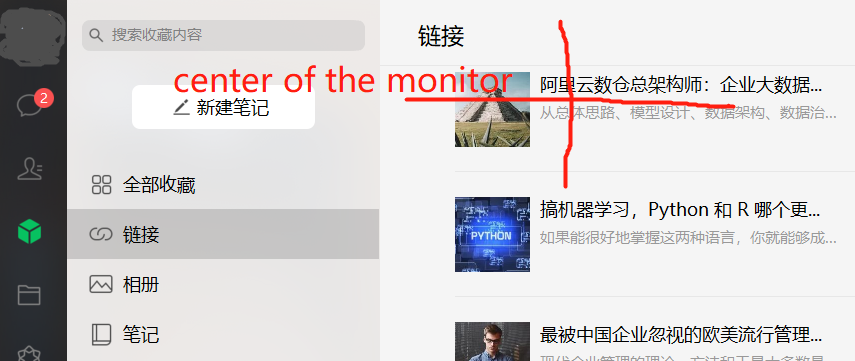 搜索收藏内容
链接
center of the monitor
2
新建笔记
阿里云数仓总架构师：企业大数据...
从总体思路、模型设计、数据架构、数据治...
全部收藏
搞机器学习，Python 和 R 哪个更...
PYTHON
如果能很好地掌握这两种语言，你就能够成...
链接
相册
笔记
最被中国企业忽视的欧美流行管理...